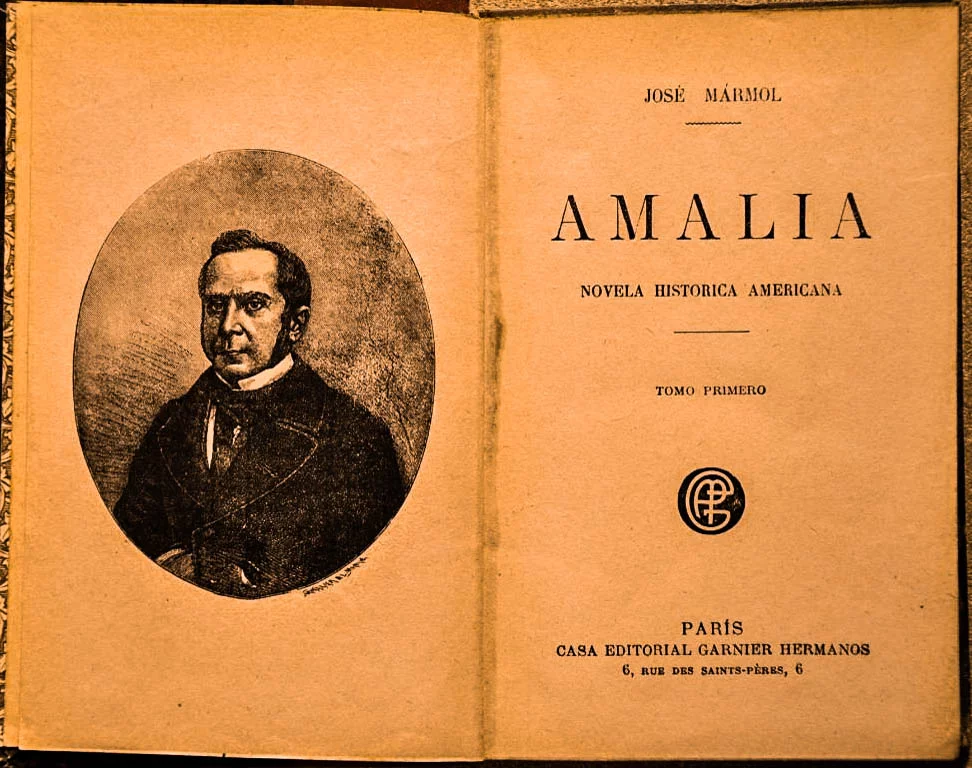 JOSÉ MÁRMOL
AMALIA
NOVELA HISTORICA AMERICANA
TOMO PRIMERO
PARÍS
CASA EDITORIAL GARNIER HERMANOS
6, RUE DES SAINTS-PÈRES, 6